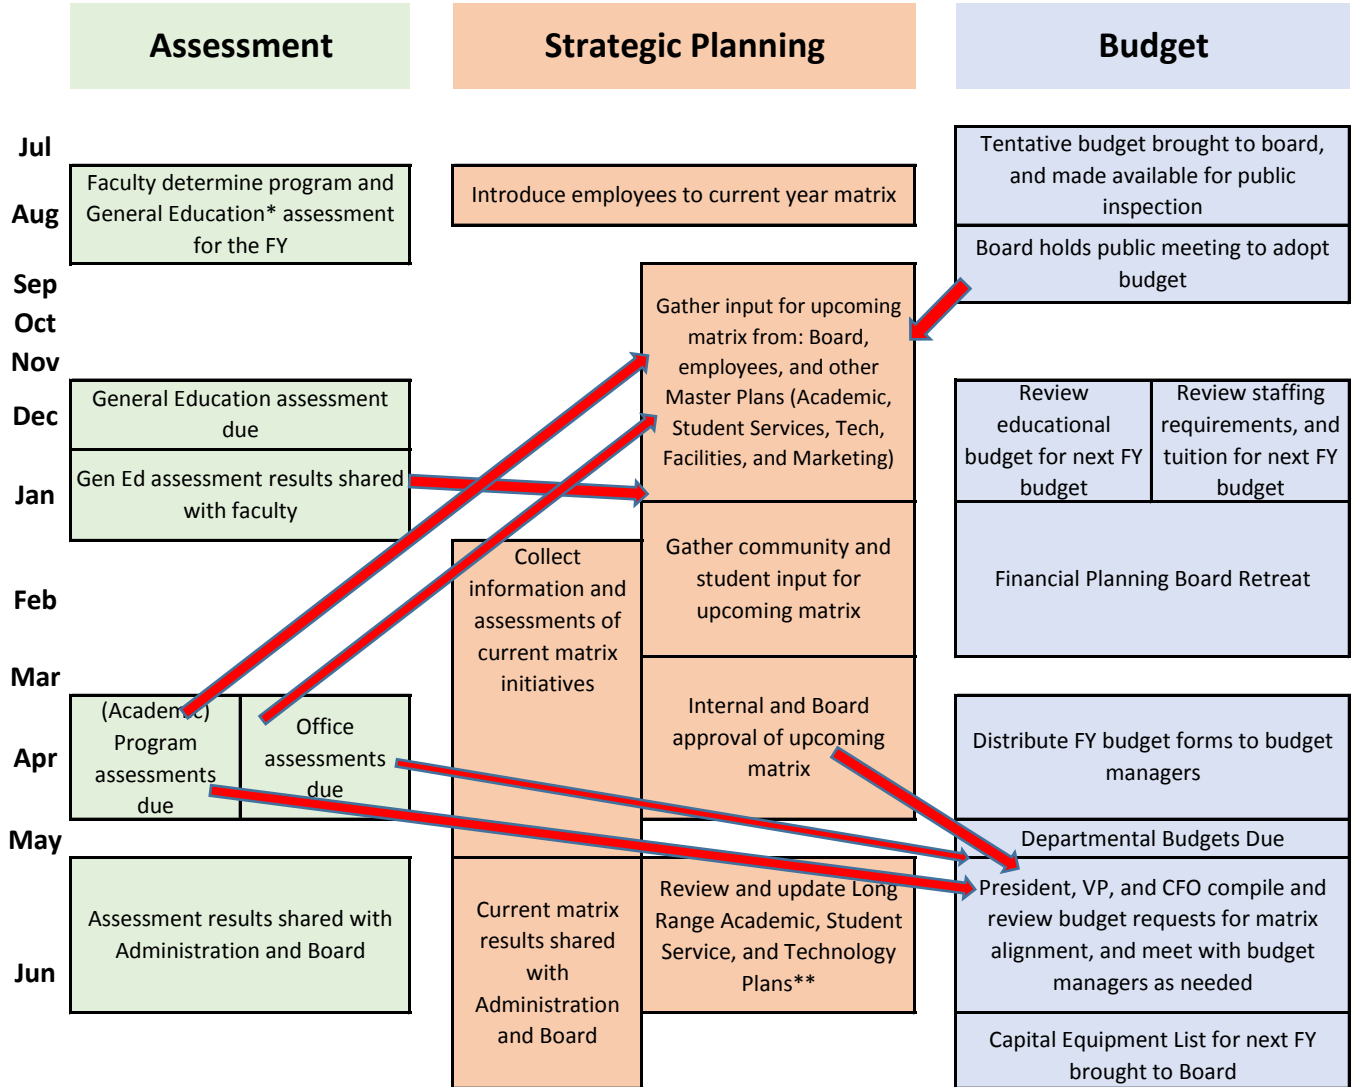 Assessment
Strategic Planning
Budget
Jul
Aug
Sep
Oct
Nov
Dec
Jan
Feb
Mar
Apr
May
Jun
Faculty determine program and
General Education* assessment
for the FY
General Education assessment
due
Gen Ed assessment results shared
with faculty
(Academic)
Program
assessments
due
Office
assessments
due
Assessment results shared with
Administration and Board
Introduce employees to current year matrix
Gather input for upcoming
matrix from: Board,
employees, and other
Master Plans (Academic,
Student Services, Tech,
Facilities, and Marketing)
Collect
information and
assessments of
current matrix
initiatives
Gather community and
student input for
upcoming matrix
Internal and Board
approval of upcoming
matrix
Current matrix
results shared
with
Administration
and Board
Review and update Long
Range Academic, Student
Service, and Technology
Plans**
Tentative budget brought to board,
and made available for public
inspection
Board holds public meeting to adopt
budget
Review
educational
budget for next FY
budget
Review staffing
requirements, and
tuition for next FY
budget
Financial Planning Board Retreat
Distribute FY budget forms to budget
managers
Departmental Budgets Due
President, VP, and CFO compile and
review budget requests for matrix
alignment, and meet with budget
managers as needed
Capital Equipment List for next FY
brought to Board